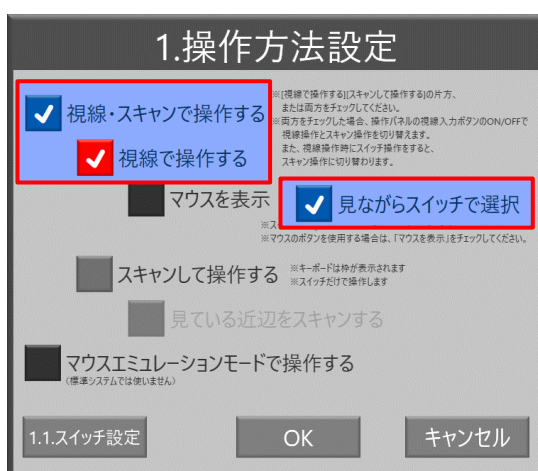 1.操作方法設定
視線・スキャンで操作する
※[視線で操作する][スキャンして操作する]の片方、
または両方をチェックしてください。
※両方をチェックした場合、操作パネルの視線入力ボタンのON/OFFで
視線操作とスキャン操作を切り替えます。
また、視線操作時にスイッチ操作をすると、
スキャン操作に切り替わります。
視線で操作する
マウスを表示
見ながらスイッチで選択
※ス
※マウスのボタンを使用する場合は、「マウスを表示」をチェックしてください。
スキャンして操作する
※キーボードは枠が表示されます
※スイッチだけで操作します
見ている近辺をスキャンする
マウスエミュレーションモードで操作する
(標準システムでは使いません)
1.1.スイッチ設定
OK
キャンセル